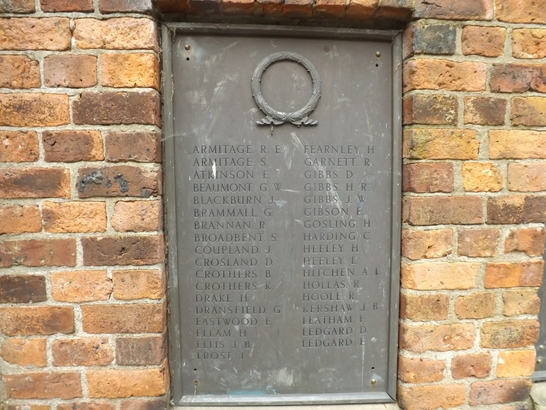 ARMITAGE R. E
ARMITAGE S.
ATKINSON E.
BEAUMONT G. W
BLACKBURN J.
BRAMMALL G.
BRANNAN R.
BROADBENT S.
COUPLAND J.
CROSLAND D.
CROTHERS B.
CROTHERS K.
DRAKE H.
DRANSFIELD G
EASTWOOD E.
ELLAM H.
ELLIS J. B.
FROST J.
FEARNLEY. H
GARNETT R.
GIBBS D.
GIBBS H. R
GIBBS J. W
GIBSON E.
GOSLING H
HARDING C
HEELEY H.
HEELEY L.
HITCHEN A. L
HOLLAS R.
HOOLE R.
KERSHAW J. B
LEATHAM F.
LEDGARD D.
LEDGARD E.